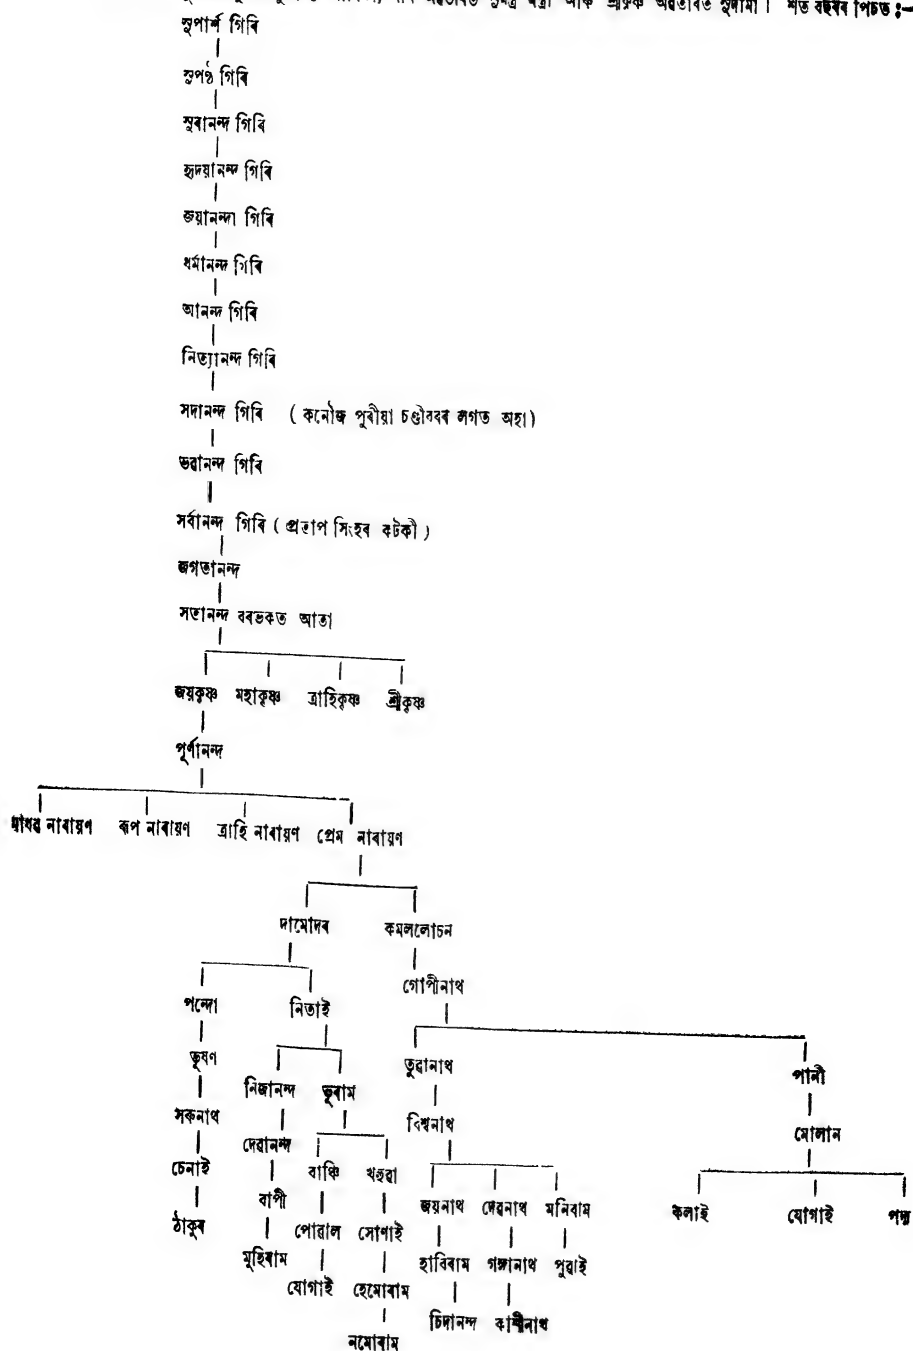 শত বছৰৰ পিচত :—
সুপাৰ্শ গিৰি
সুপৰ্ষ্ঠ গিৰি
সুৰানন্দ গিৰি
হৃদয়ানন্দ গিৰি
জয়ানন্দা গিৰি
ধৰ্মানন্দ গিৰি
আনন্দ গিৰি
নিত্যানন্দ গিৰি
সদানন্দ গিৰি ( কনৌজ পুৰীয়া চণ্ডীবৰৰ লগত অহা)
ভৱানন্দ গিৰি
সৰ্বানন্দ গিৰি ( প্ৰতাপ সিংহৰ কটকী )
জগতানন্দ
সত্যানন্দ বৰভকত আতা
জয়কৃষ্ণ মহাকৃষ্ণ ত্ৰাহিকৃষ্ণ শ্ৰীকৃষ্ণ
পূৰ্ণানন্দ
মাধৱ নাৰায়ণ ৰূপ নাৰায়ণ ত্ৰাহি নাৰায়ণ প্ৰেম নাৰায়ণ
দামোদৰ কমললোচন
গোপীনাথ
পন্দো নিতাই
ভূষণ তুৱানাথ পানী
নিজানন্দ ভূৰাম
সৰুনাথ বিশ্বনাথ মোলান
দেৱানন্দ
চেনাই বাঞ্চি খহুৱা
বাপী জয়নাথ দেৱনাথ মনিৰাম কলাই যোগাই পদ্ম
ঠাকুৰ পোৱাল সোণাই
মুহিৰাম হাবিৰাম গঙ্গানাথ পুৱাই
যোগাই হেমোৰাম
চিদানন্দ কাশীনাথ
নমোৰাম